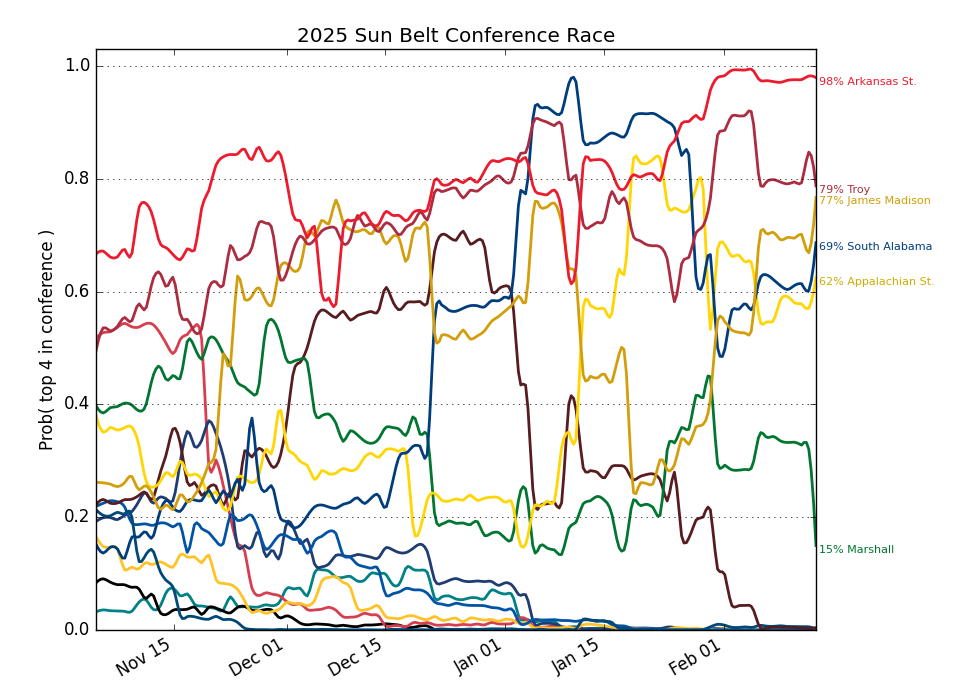 2025 Sun Belt Conference Race
Prob( top 4 in conference )
1.0
0.8
0.6
0.4
0.2
0.0
Nov 15
Dec 01
Dec 15
Jan 01
Jan 15
Feb 01
98% Arkansas St.
79% Troy
77% James Madison
69% South Alabama
62% Appalachian St.
15% Marshall